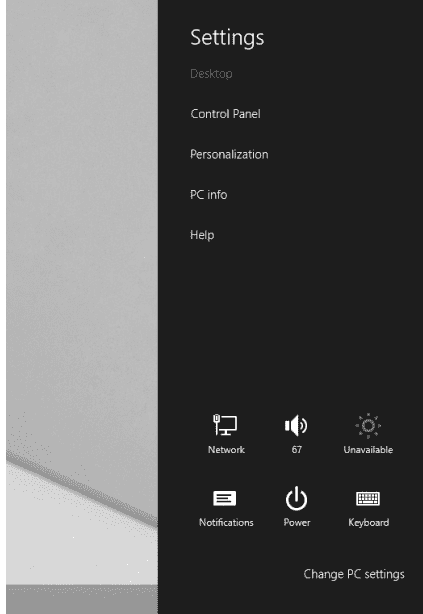 Settings
Desktop
Control Panel
Personalization
PC info
Help
Network 67 Unavailable
Notifications Power Keyboard
Change PC settings